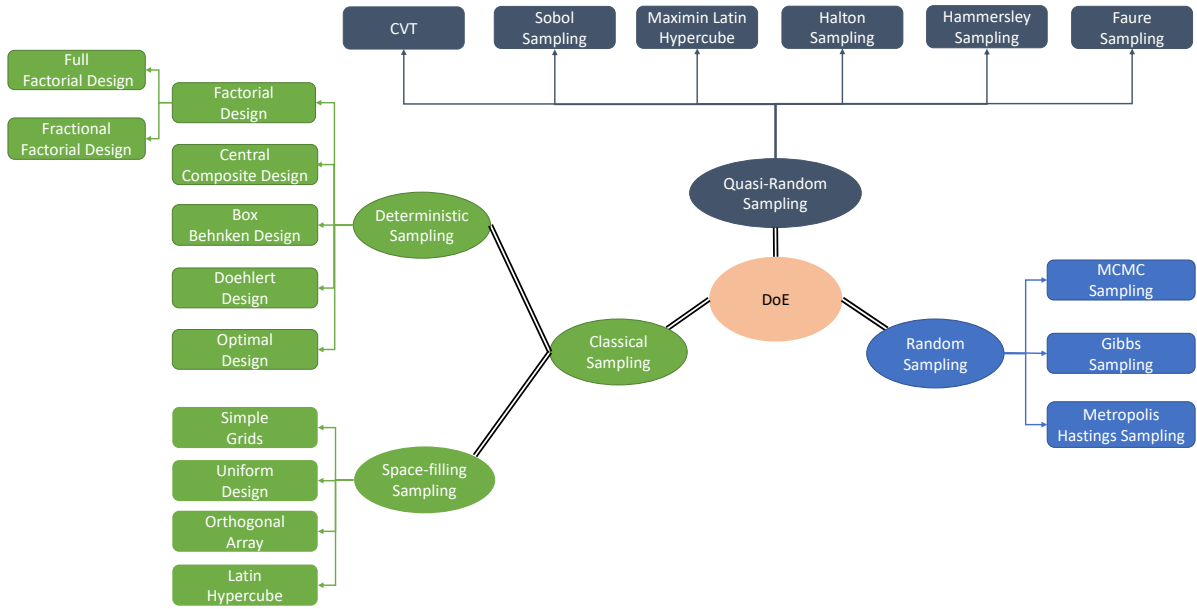 CVT
Sobol
Sampling
Maximin Latin
Hypercube
Halton
Sampling
Hammersley
Sampling
Faure
Sampling
Full
Factorial Design
Fractional
Factorial Design
Factorial
Design
Central
Composite Design
Box
Behnken Design
Doehlert
Design
Optimal
Design
Deterministic
Sampling
Quasi-Random
Sampling
DoE
Classical
Sampling
Random
Sampling
MCMC
Sampling
Gibbs
Sampling
Metropolis
Hastings Sampling
Simple
Grids
Uniform
Design
Orthogonal
Array
Latin
Hypercube
Space-filling
Sampling